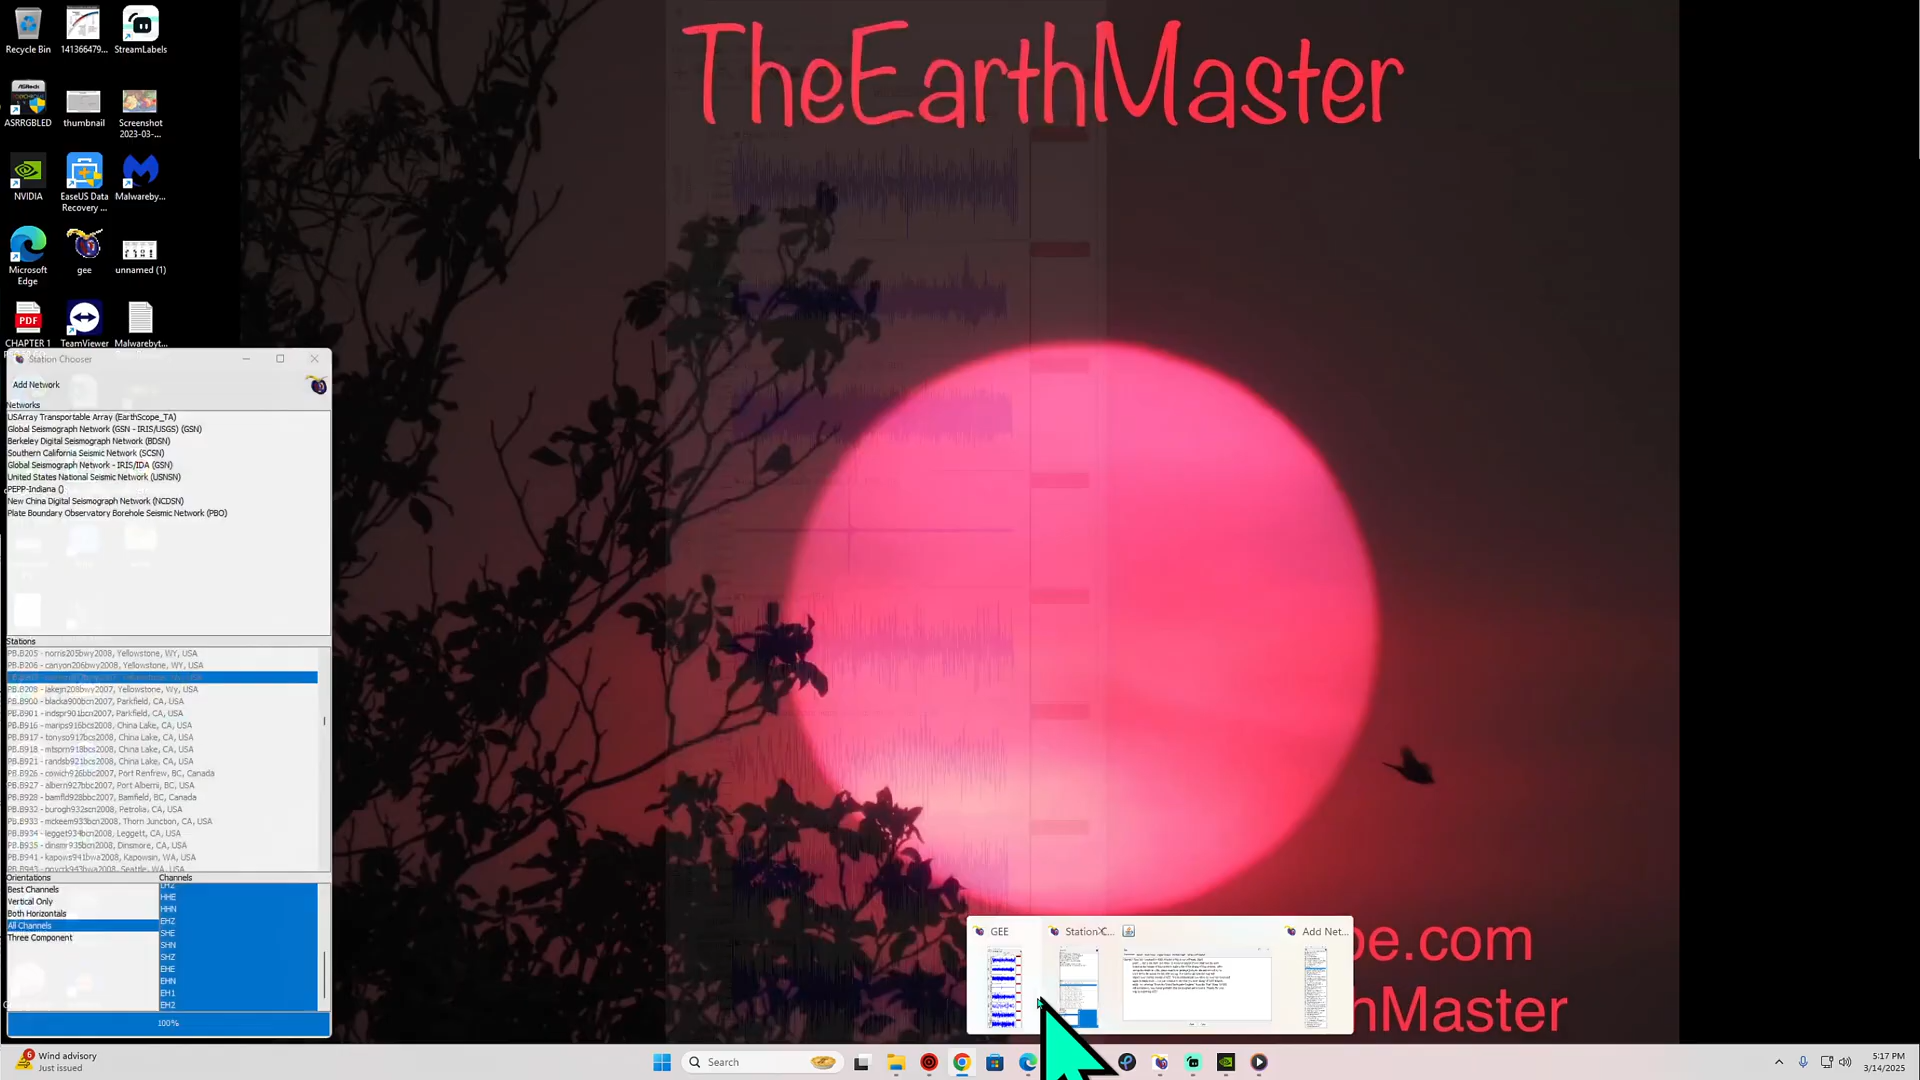 TheEarthMaster
Recycle Bin
141366479...
StreamLabels
ASRRGBLED
thumbnail
Screenshot
2023-03-...
NVIDIA
EaseUS Data
Recovery ...
Malwareby...
Microsoft
Edge
gee
unnamed (1)
PDF
CHAPTER 1
TeamViewer
Malwarebyt...
Station Chooser
Add Network
Networks
USArray Transportable Array (EarthScope_TA)
Global Seismograph Network (GSN - IRIS/USGS) (GSN)
Berkeley Digital Seismograph Network (BDSN)
Southern California Seismic Network (SCSN)
Global Seismograph Network - IRIS/IDA (GSN)
United States National Seismic Network (USNSN)
PEPP-Indiana ()
New China Digital Seismograph Network (NCDSN)
Plate Boundary Observatory Borehole Seismic Network (PBO)
Stations
PB.B205 - norris205bwy2008, Yellowstone, WY, USA
PB.B206 - canyon206bwy2008, Yellowstone, WY, USA
PB.B208 - lakejn208bwy2007, Yellowstone, Wy, USA
PB.B900 - blacka900bcn2007, Parkfield, CA, USA
PB.B901 - indspr901bcn2007, Parkfield, CA, USA
PB.B916 - marips916bcs2008, China Lake, CA, USA
PB.B917 - tonyso917bcs2008, China Lake, CA, USA
PB.B918 - mtsprn918bcs2008, China Lake, CA, USA
PB.B921 - randsb921bcs2008, China Lake, CA, USA
PB.B926 - cowich926bbc2007, Port Renfrew, BC, Canada
PB.B927 - albern927bbc2007, Port Alberni, BC, USA
PB.B928 - bamfld928bbc2007, Bamfield, BC, Canada
PB.B932 - burogh932scn2008, Petrolia, CA, USA
PB.B933 - mckeem933bcn2008, Thorn Junction, CA, USA
PB.B934 - legget934bcn2008, Leggett, CA, USA
PB.B935 - dinsmr935bcn2008, Dinsmore, CA, USA
PB.B941 - kapows941bwa2008, Kapowsin, WA, USA
Orientations
Channels
Best Channels
Vertical Only
Both Horizontals
All Channels
Three Component
LHZ
HHE
HHN
EHZ
SHE
SHN
SHZ
EHE
EHN
EH1
EH2
100%
GEE
Station C...
Add Net...
pe.com
hMaster
6
Wind advisory
Just issued
Search
5:17 PM
3/14/2025